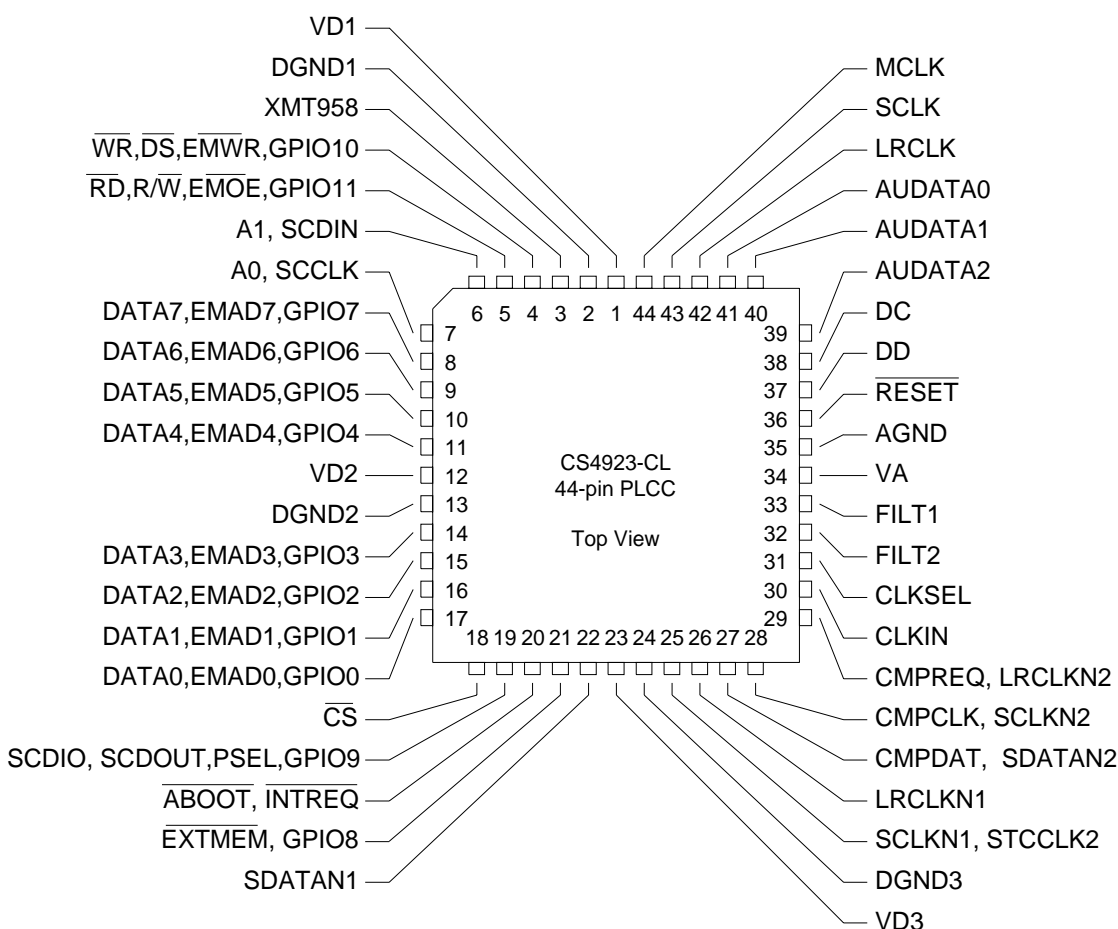 VD1
DGND1
XMT958
WR,DS,EMWR,GPIO10
RD,R/W,EMOE,GPIO11
A1, SCDIN
A0, SCCLK
DATA7,EMAD7,GPIO7
DATA6,EMAD6,GPIO6
DATA5,EMAD5,GPIO5
DATA4,EMAD4,GPIO4
VD2
DGND2
DATA3,EMAD3,GPIO3
DATA2,EMAD2,GPIO2
DATA1,EMAD1,GPIO1
DATA0,EMAD0,GPIO0
CS
SCDIO, SCDOUT,PSEL,GPIO9
ABOOT, INTREQ
EXTMEM, GPIO8
SDATAN1
MCLK
SCLK
LRCLK
AUDATA0
AUDATA1
AUDATA2
DC
DD
RESET
AGND
VA
FILT1
FILT2
CLKSEL
CLKIN
CMPREQ, LRCLKN2
CMPCLK, SCLKN2
CMPDAT, SDATAN2
LRCLKN1
SCLKN1, STCCLK2
DGND3
VD3
6 5 4 3 2 1 44 43 42 41 40
7
8
9
10
11
12
13
14
15
16
17
39
38
37
36
35
34
33
32
31
30
29
18 19 20 21 22 23 24 25 26 27 28
CS4923-CL
44-pin PLCC
Top View